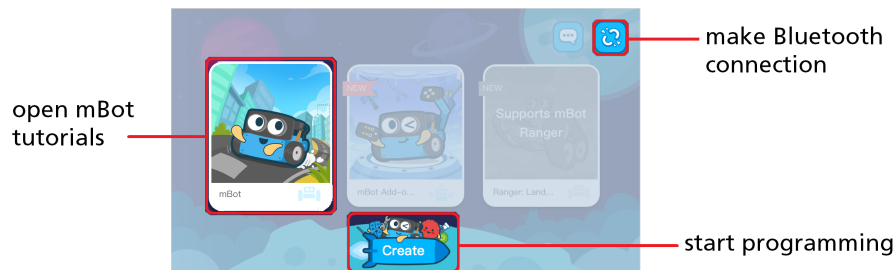 make Bluetooth
connection
open mBot
tutorials
NEW
NEW
Supports mBot
Ranger
mBot
mBot Add-o...
Ranger: Land,...
Create
start programming